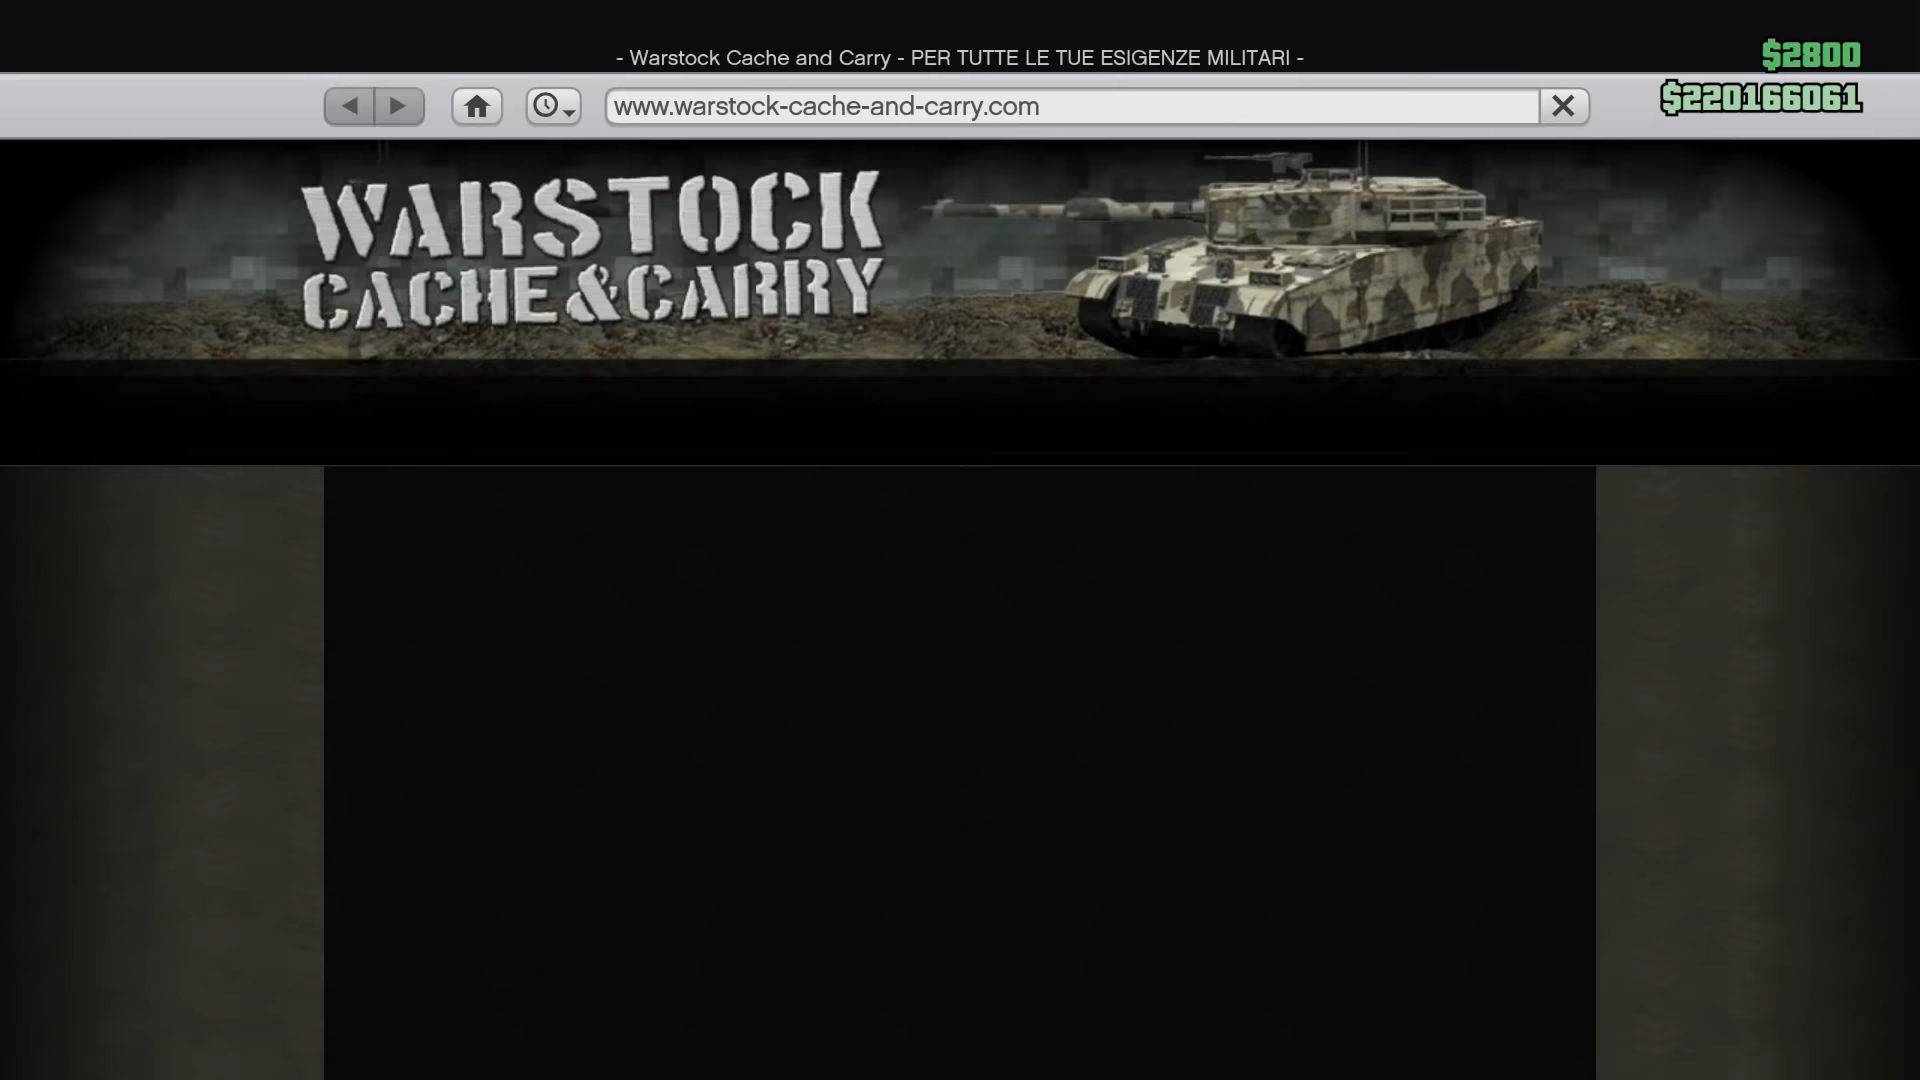 - Warstock Cache and Carry - PER TUTTE LE TUE ESIGENZE MILITARI -
$2800
www.warstock-cache-and-carry.com
$220166061
WARSTOCK
CACHE&CARRY